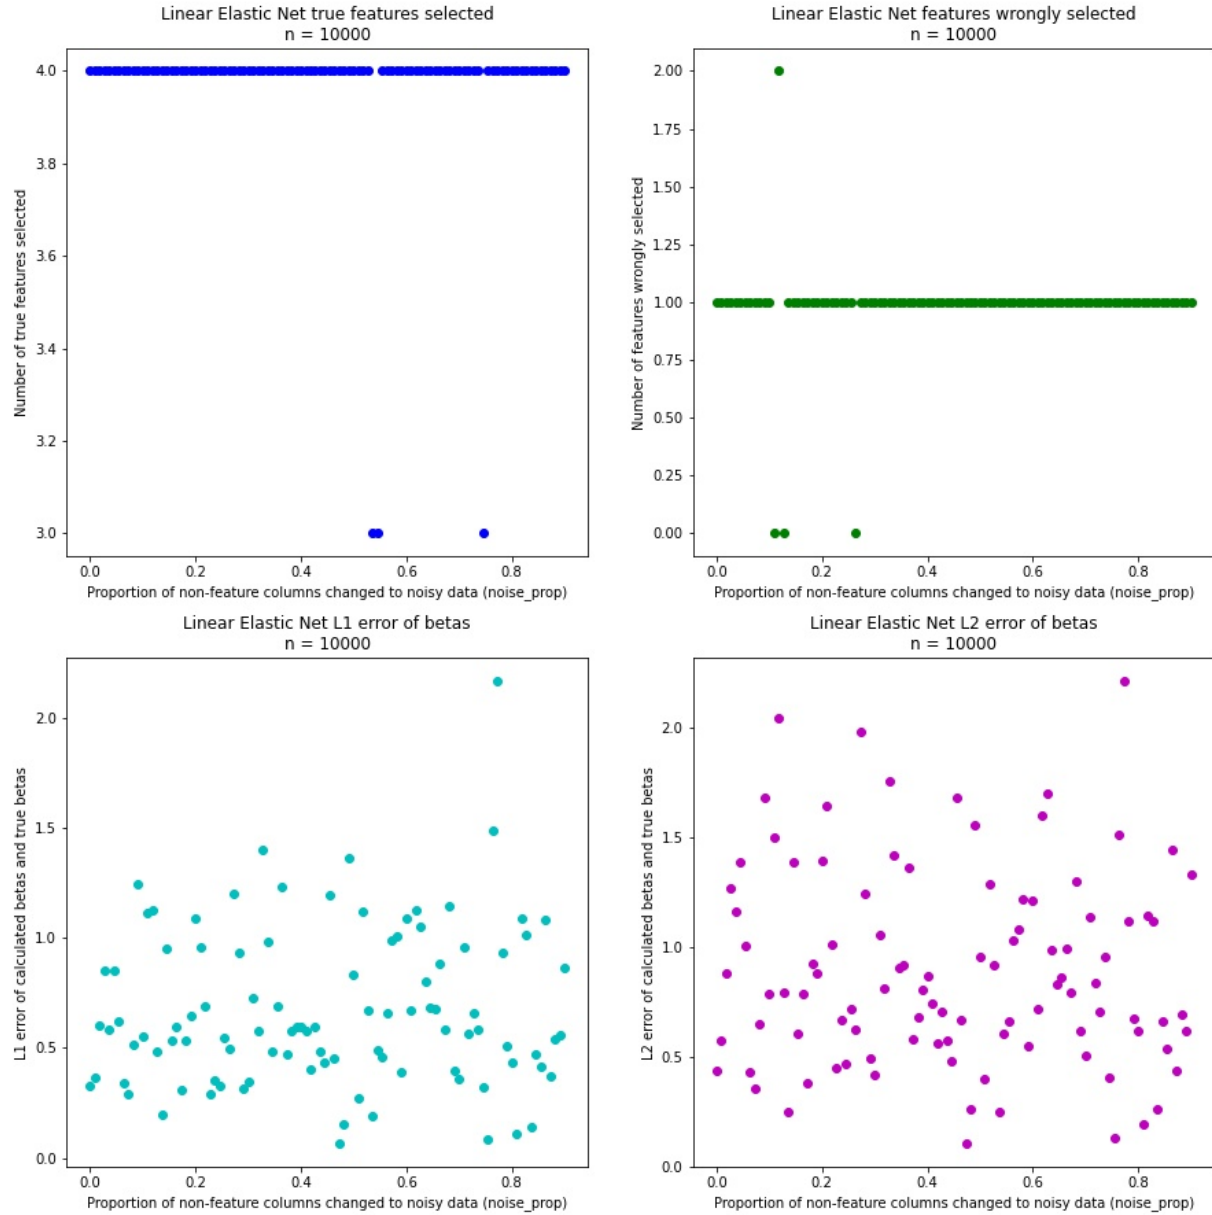 Linear Elastic Net true features selected
n = 10000
Number of true features selected
4.0
3.8
3.6
3.4
3.2
3.0
0.0 0.2 0.4 0.6 0.8
Proportion of non-feature columns changed to noisy data (noise_prop)
Linear Elastic Net features wrongly selected
n = 10000
Number of features wrongly selected
2.00
1.75
1.50
1.25
1.00
0.75
0.50
0.25
0.00
0.0 0.2 0.4 0.6 0.8
Proportion of non-feature columns changed to noisy data (noise_prop)
Linear Elastic Net L1 error of betas
n = 10000
L1 error of calculated betas and true betas
2.0
1.5
1.0
0.5
0.0
0.0 0.2 0.4 0.6 0.8
Proportion of non-feature columns changed to noisy data (noise_prop)
Linear Elastic Net L2 error of betas
n = 10000
L2 error of calculated betas and true betas
2.0
1.5
1.0
0.5
0.0
0.0 0.2 0.4 0.6 0.8
Proportion of non-feature columns changed to noisy data (noise_prop)